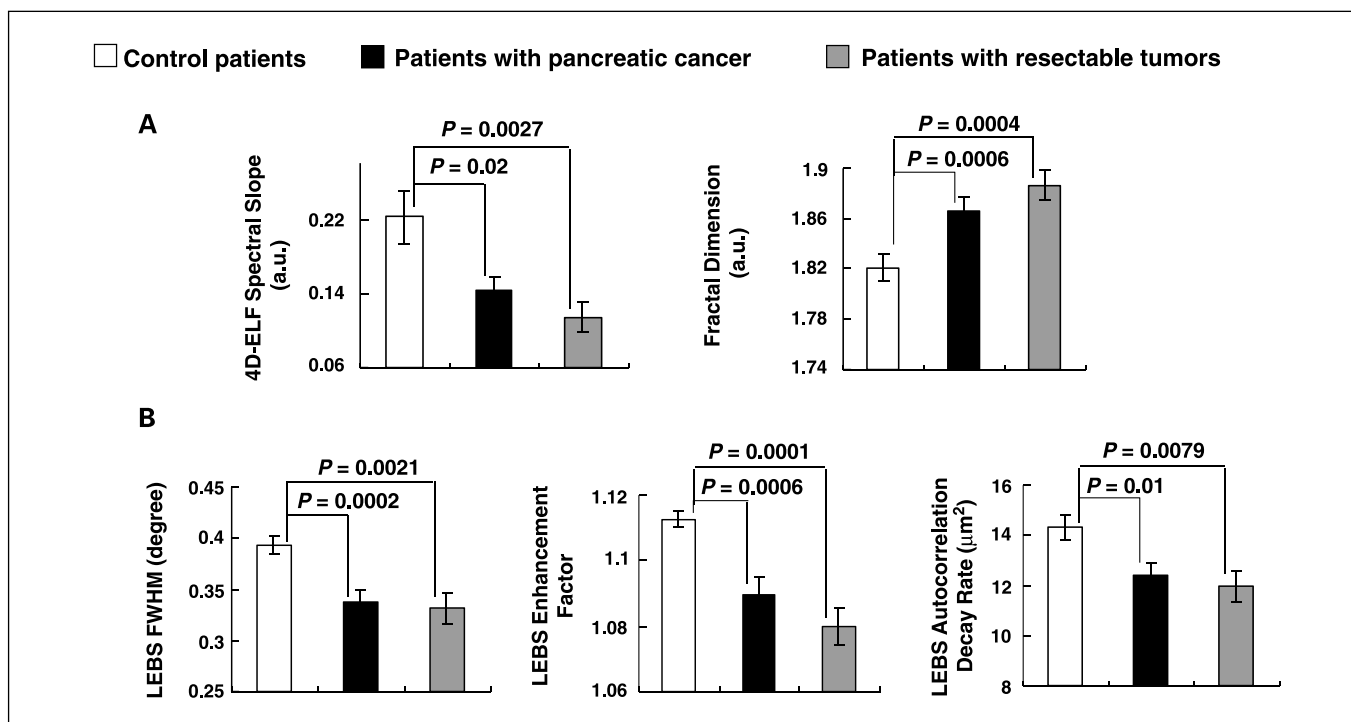 Control patients
Patients with pancreatic cancer
Patients with resectable tumors
A
P = 0.0027
P = 0.02
4D-ELF Spectral Slope
(a.u.)
0.22
0.14
0.06
P = 0.0004
P = 0.0006
Fractal Dimension
(a.u.)
1.9
1.86
1.82
1.78
1.74
B
P = 0.0021
P = 0.0002
LEBS FWHM (degree)
0.45
0.4
0.35
0.3
0.25
P = 0.0001
P = 0.0006
LEBS Enhancement
Factor
1.12
1.1
1.08
1.06
P = 0.0079
P = 0.01
LEBS Autocorrelation
Decay Rate (μm²)
16
14
12
10
8